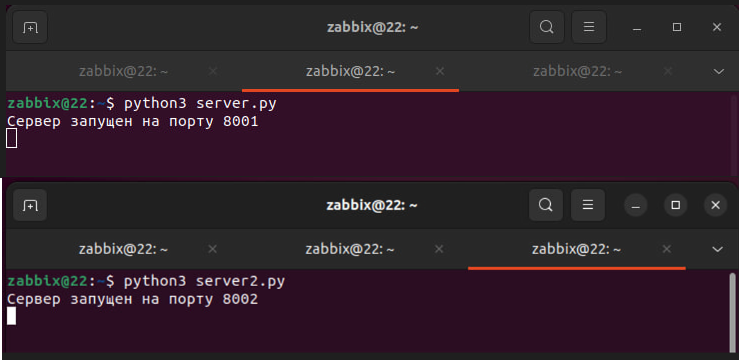 zabbix@22: ~
zabbix@22: ~
zabbix@22: ~
zabbix@22: ~
zabbix@22:~$ python3 server.py
Сервер запущен на порту 8001
zabbix@22: ~
zabbix@22: ~
zabbix@22: ~
zabbix@22: ~
zabbix@22:~$ python3 server2.py
Сервер запущен на порту 8002